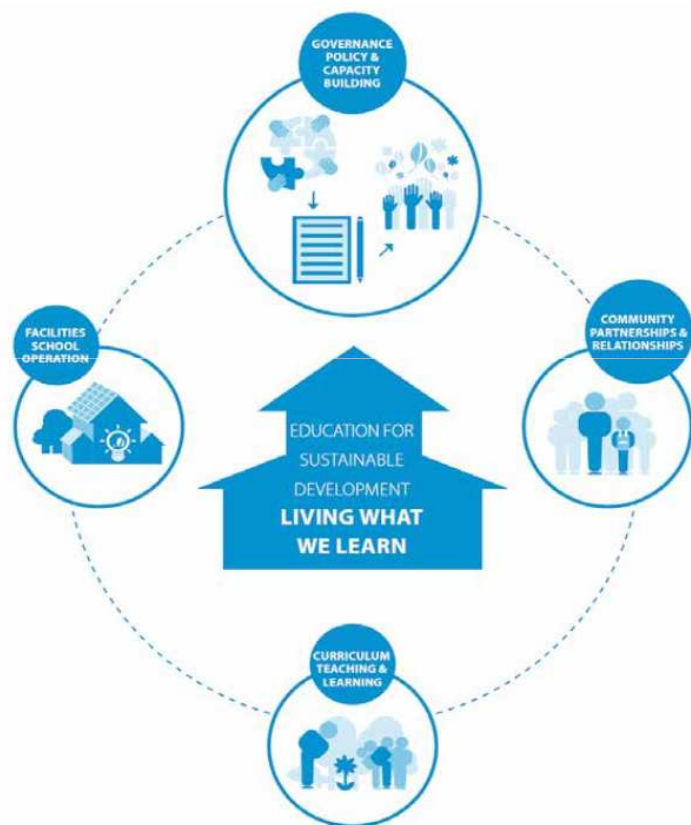 GOVERNANCE
POLICY &
CAPACITY
BUILDING
FACILITIES
SCHOOL
OPERATION
COMMUNITY
PARTNERSHIPS &
RELATIONSHIPS
EDUCATION FOR
SUSTAINABLE
DEVELOPMENT
LIVING WHAT
WE LEARN
CURRICULUM
TEACHING &
LEARNING